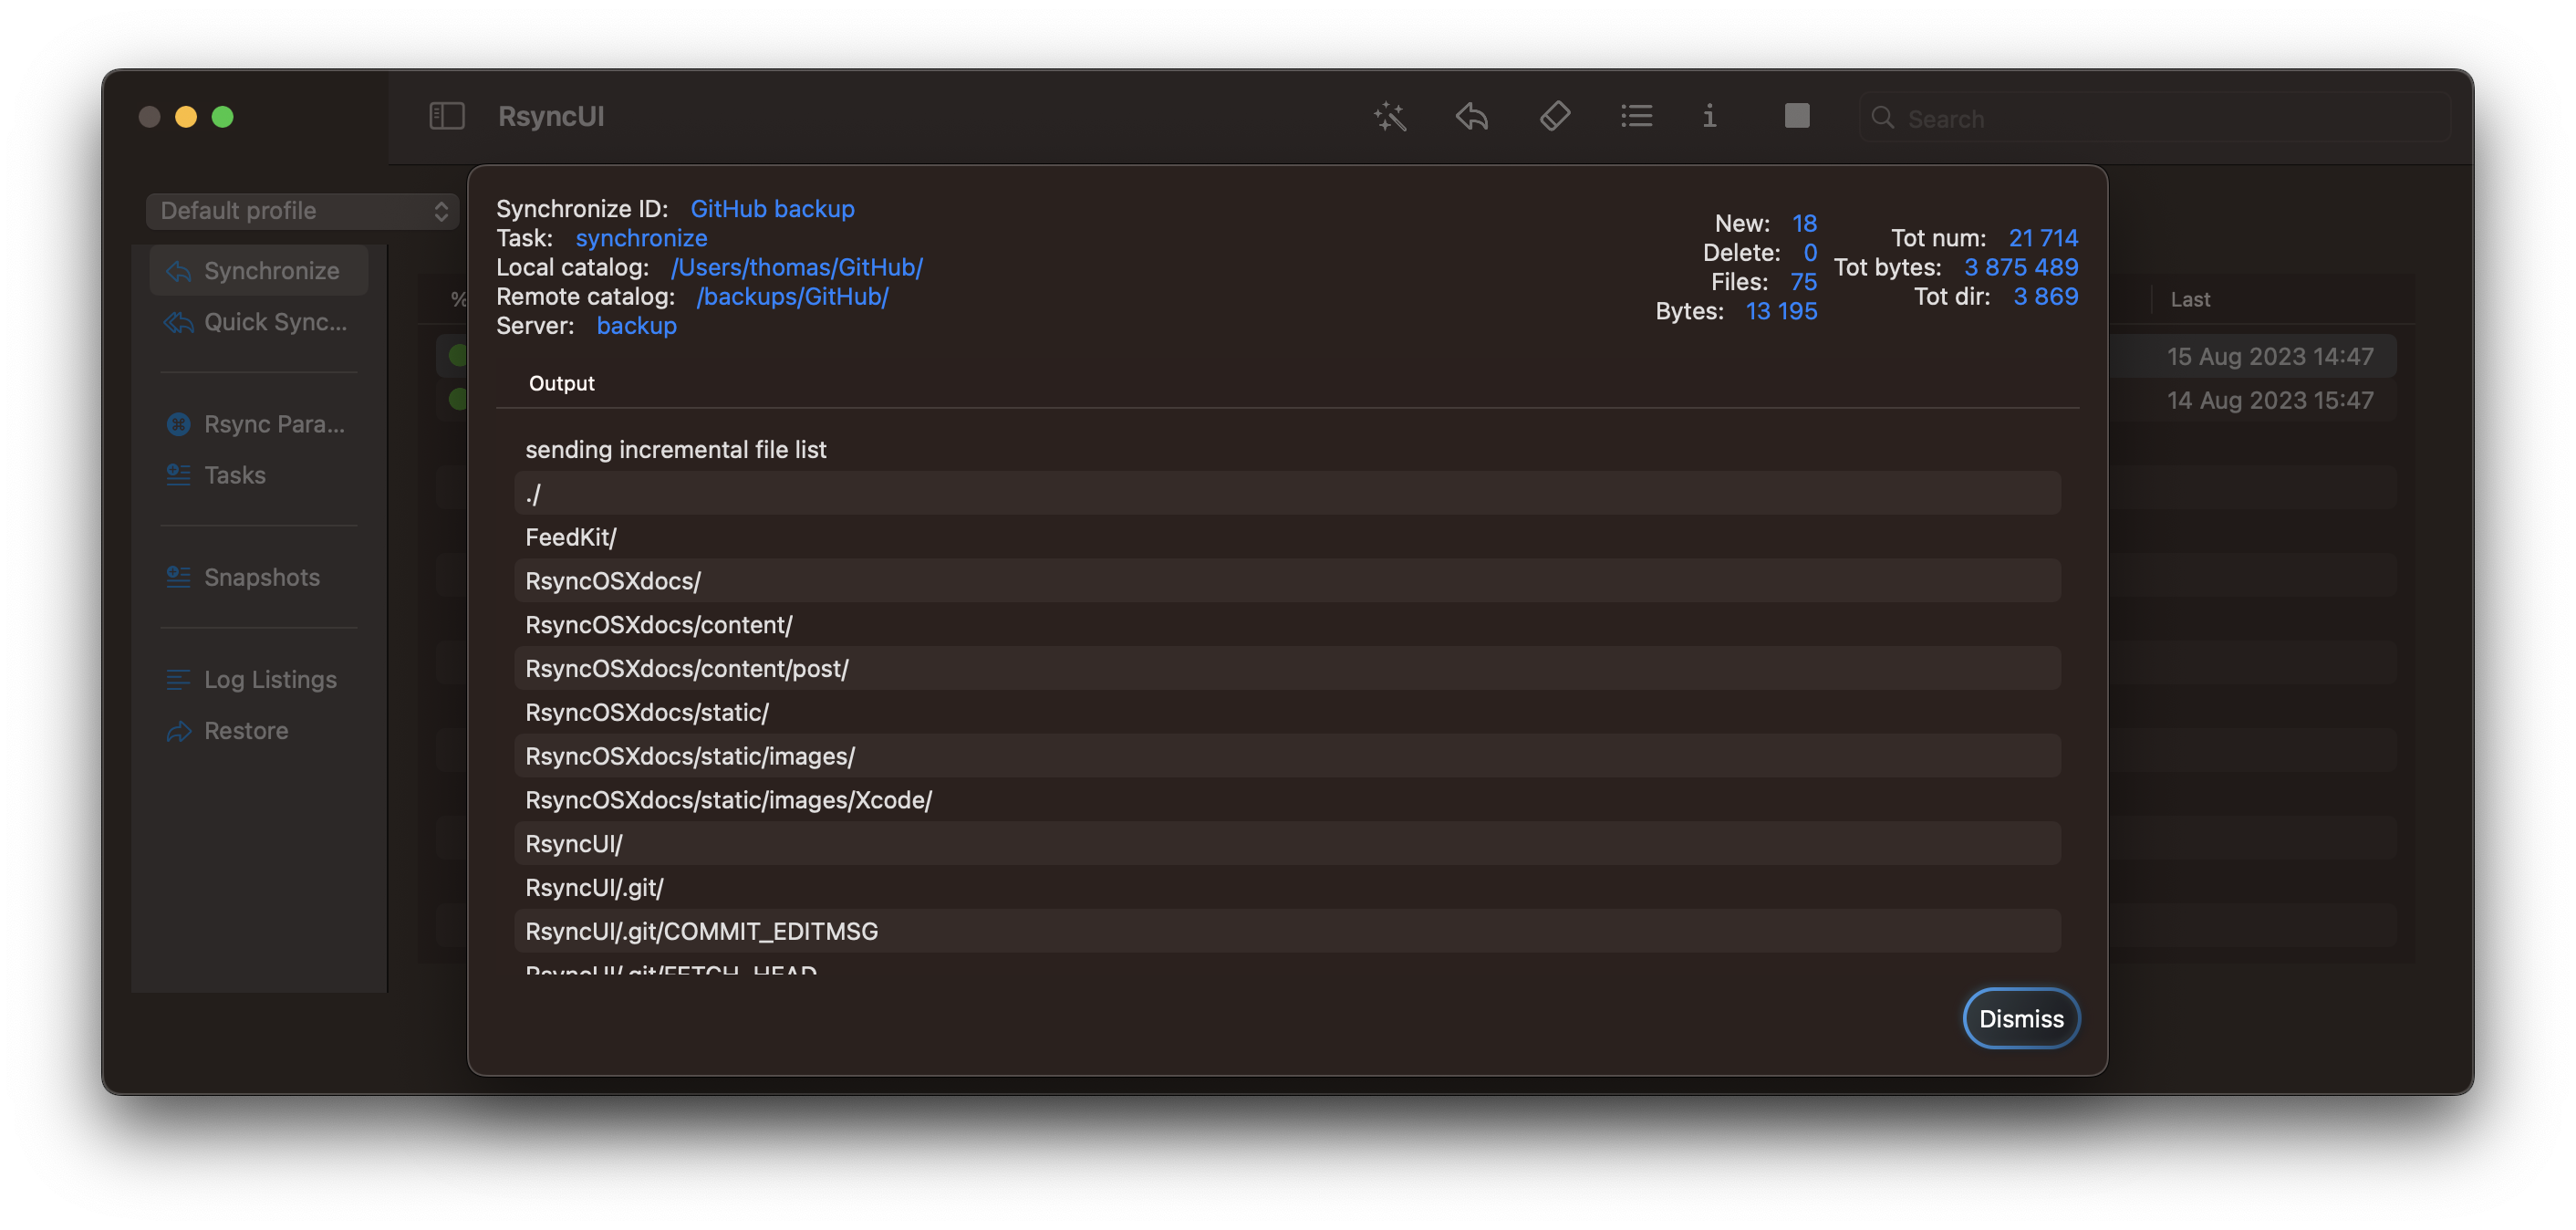 RsyncUI
Search
Default profile
Synchronize
Quick Sync...
Rsync Para...
Tasks
Snapshots
Log Listings
Restore
%
Last
15 Aug 2023 14:47
14 Aug 2023 15:47
Synchronize ID: GitHub backup
Task: synchronize
Local catalog: /Users/thomas/GitHub/
Remote catalog: /backups/GitHub/
Server: backup
New: 18
Delete: 0
Files: 75
Bytes: 13 195
Tot num: 21 714
Tot bytes: 3 875 489
Tot dir: 3 869
Output
sending incremental file list
./
FeedKit/
RsyncOSXdocs/
RsyncOSXdocs/content/
RsyncOSXdocs/content/post/
RsyncOSXdocs/static/
RsyncOSXdocs/static/images/
RsyncOSXdocs/static/images/Xcode/
RsyncUI/
RsyncUI/.git/
RsyncUI/.git/COMMIT_EDITMSG
RsyncUI/.git/FETCH_HEAD
Dismiss